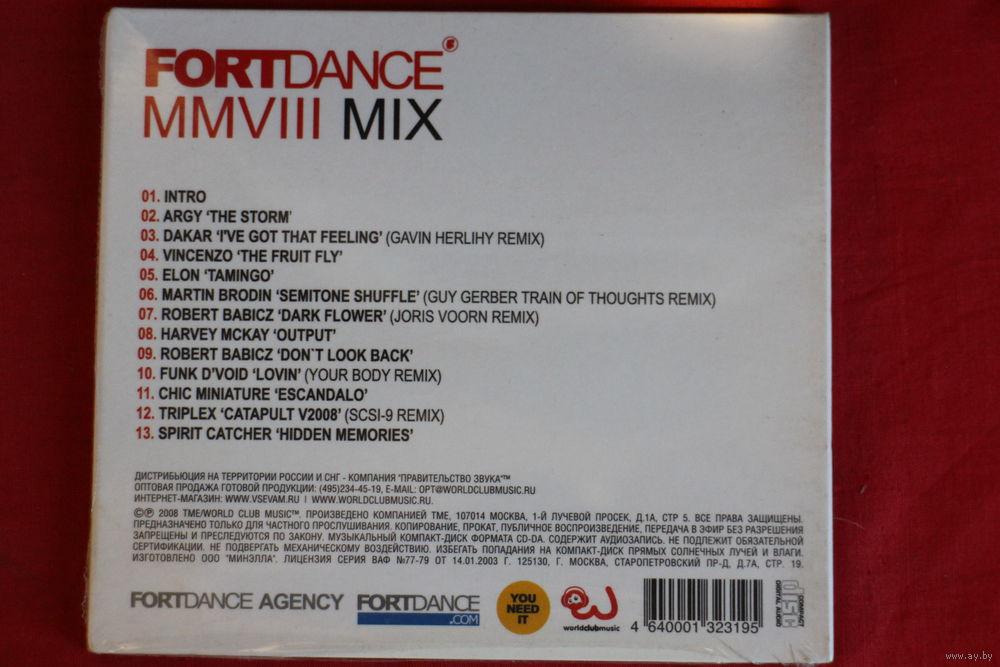 FORTDANCE
MMVIII MIX
01. INTRO
02. ARGY ‘THE STORM’
03. DAKAR ‘I’VE GOT THAT FEELING’ (GAVIN HERLIHY REMIX)
04. VINCENZO ‘THE FRUIT FLY’
05. ELON ‘TAMINGO’
06. MARTIN BRODIN ‘SEMITONE SHUFFLE’ (GUY GERBER TRAIN OF THOUGHTS REMIX)
07. ROBERT BABICZ ‘DARK FLOWER’ (JORIS VOORN REMIX)
08. HARVEY MCKAY ‘OUTPUT’
09. ROBERT BABICZ ‘DON`T LOOK BACK’
10. FUNK D’VOID ‘LOVIN’ (YOUR BODY REMIX)
11. CHIC MINIATURE ‘ESCANDALO’
12. TRIPLEX ‘CATAPULT V2008’ (SCSI-9 REMIX)
13. SPIRIT CATCHER ‘HIDDEN MEMORIES’
ДИСТРИБЬЮЦИЯ НА ТЕРРИТОРИИ РОССИИ И СНГ - КОМПАНИЯ "ПРАВИТЕЛЬСТВО ЗВУКА"™
ОПТОВАЯ ПРОДАЖА ГОТОВОЙ ПРОДУКЦИИ: (495)234-45-19, E-MAIL: OPT@WORLDCLUBMUSIC.RU
ИНТЕРНЕТ-МАГАЗИН: WWW.VSEVAM.RU | WWW.WORLDCLUBMUSIC.RU.
©℗ 2008 TME/WORLD CLUB MUSIC™. ПРОИЗВЕДЕНО КОМПАНИЕЙ TME, 107014 МОСКВА, 1-Й ЛУЧЕВОЙ ПРОСЕК, Д.1А, СТР 5. ВСЕ ПРАВА ЗАЩИЩЕНЫ.
ПРЕДНАЗНАЧЕНО ТОЛЬКО ДЛЯ ЧАСТНОГО ПРОСЛУШИВАНИЯ. КОПИРОВАНИЕ, ПРОКАТ, ПУБЛИЧНОЕ ВОСПРОИЗВЕДЕНИЕ, ПЕРЕДАЧА В ЭФИР БЕЗ РАЗРЕШЕНИЯ
ЗАПРЕЩЕНЫ И ПРЕСЛЕДУЮТСЯ ПО ЗАКОНУ. МУЗЫКАЛЬНЫЙ КОМПАКТ-ДИСК ФОРМАТА CD-DA. СОДЕРЖИТ АУДИОЗАПИСЬ. НЕ ПОДЛЕЖИТ ОБЯЗАТЕЛЬНОЙ
СЕРТИФИКАЦИИ. НЕ ПОДВЕРГАТЬ МЕХАНИЧЕСКОМУ ВОЗДЕЙСТВИЮ. ИЗБЕГАТЬ ПОПАДАНИЯ НА КОМПАКТ-ДИСК ПРЯМЫХ СОЛНЕЧНЫХ ЛУЧЕЙ И ВЛАГИ.
ИЗГОТОВЛЕНО ООО "МИНЭЛЛА". ЛИЦЕНЗИЯ СЕРИЯ ВАФ №77-79 ОТ 14.01.2003 Г. 125130, Г. МОСКВА, СТАРОПЕТРОВСКИЙ ПР-Д, Д.7А, СТР. 19.
FORTDANCE AGENCY
FORTDANCE
.COM
YOU
NEED
IT
worldclubmusic
4 640001 323195
COMPACT
disc
DIGITAL AUDIO
www.ay.by